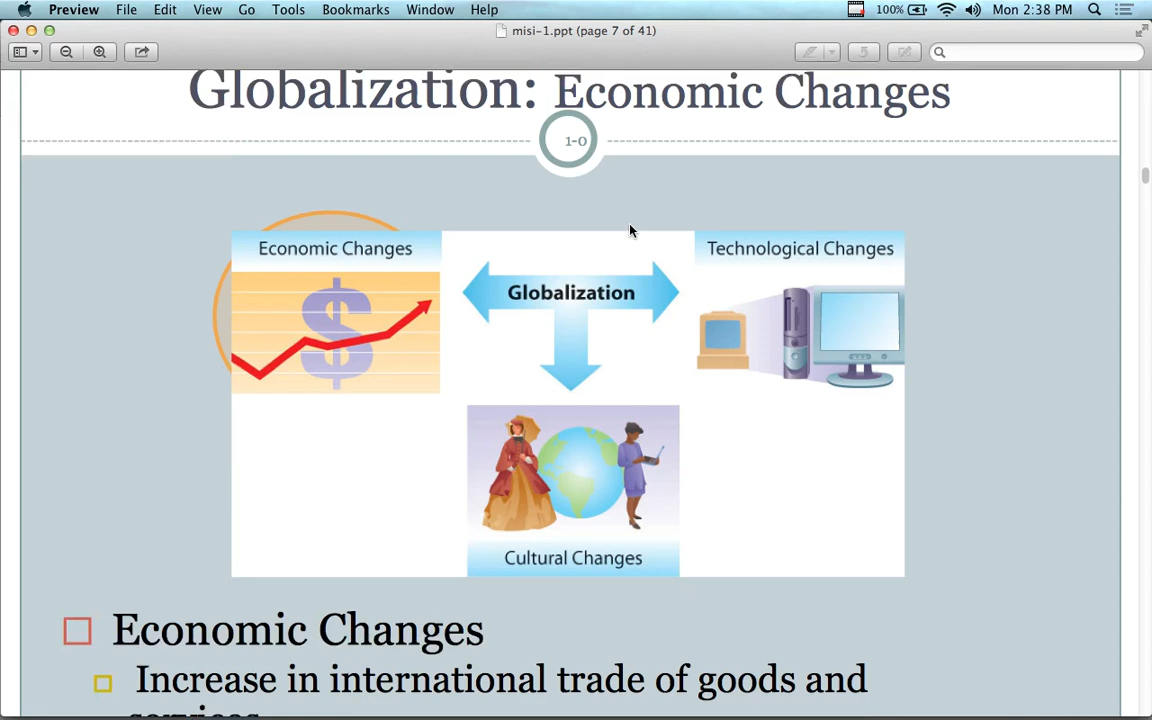 Preview File Edit View Go Tools Bookmarks Window Help 100% Mon 2:38 PM
misi-1.ppt (page 7 of 41)
Globalization: Economic Changes
1-0
Economic Changes
Globalization
Technological Changes
$
Cultural Changes
Economic Changes
Increase in international trade of goods and
services